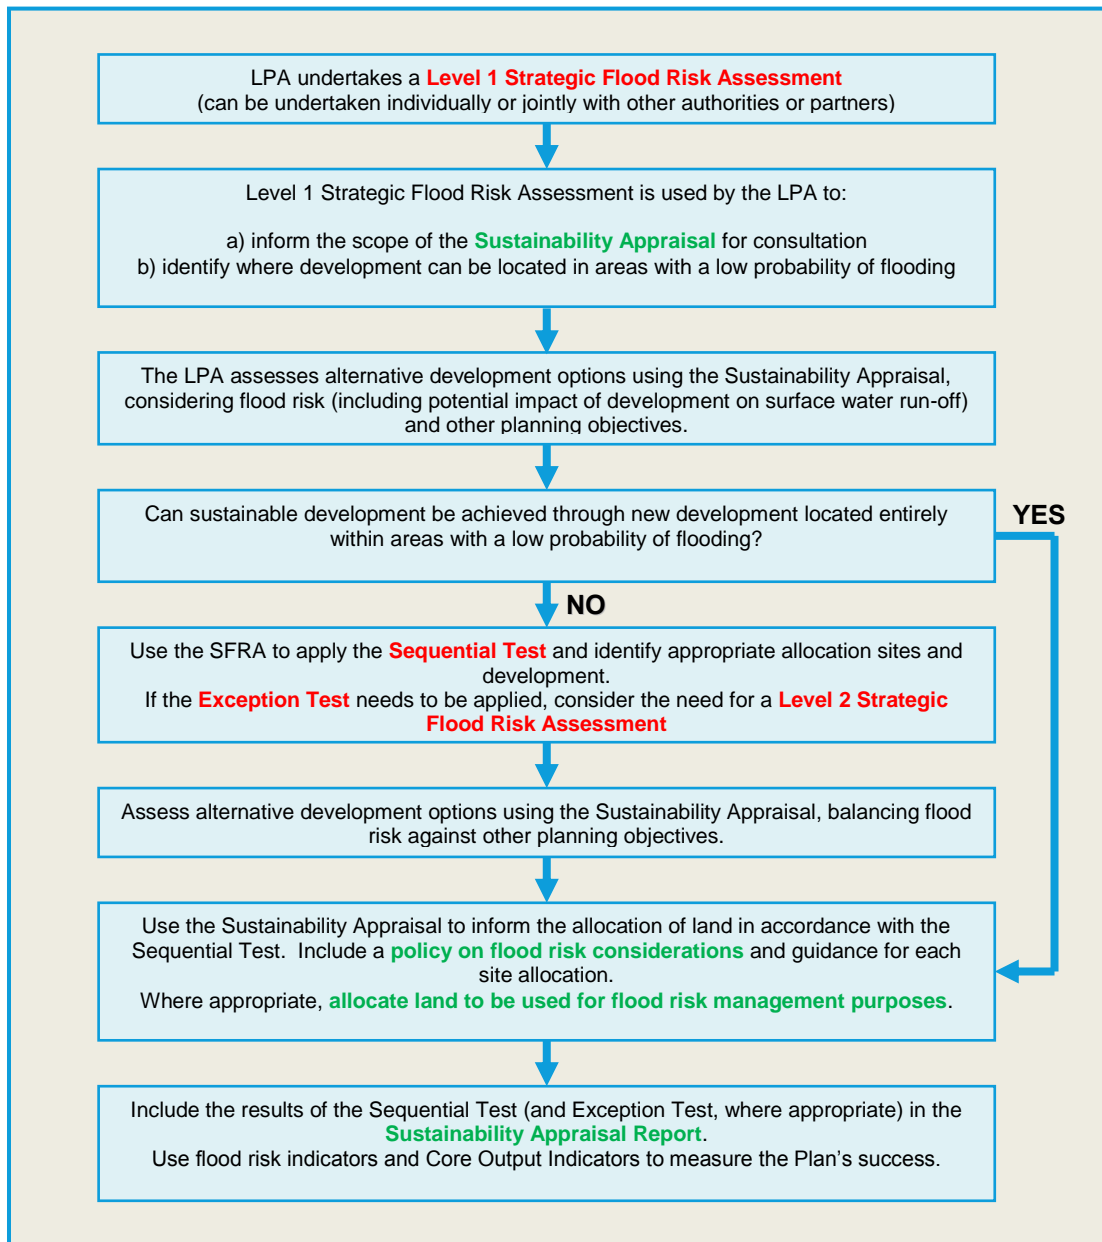 LPA undertakes a Level 1 Strategic Flood Risk Assessment
(can be undertaken individually or jointly with other authorities or partners)
Level 1 Strategic Flood Risk Assessment is used by the LPA to:
a) inform the scope of the Sustainability Appraisal for consultation
b) identify where development can be located in areas with a low probability of flooding
The LPA assesses alternative development options using the Sustainability Appraisal,
considering flood risk (including potential impact of development on surface water run-off)
and other planning objectives.
Can sustainable development be achieved through new development located entirely
within areas with a low probability of flooding?
YES
NO
Use the SFRA to apply the Sequential Test and identify appropriate allocation sites and
development.
If the Exception Test needs to be applied, consider the need for a Level 2 Strategic
Flood Risk Assessment
Assess alternative development options using the Sustainability Appraisal, balancing flood
risk against other planning objectives.
Use the Sustainability Appraisal to inform the allocation of land in accordance with the
Sequential Test.  Include a policy on flood risk considerations and guidance for each
site allocation.
Where appropriate, allocate land to be used for flood risk management purposes.
Include the results of the Sequential Test (and Exception Test, where appropriate) in the
Sustainability Appraisal Report.
Use flood risk indicators and Core Output Indicators to measure the Plan's success.